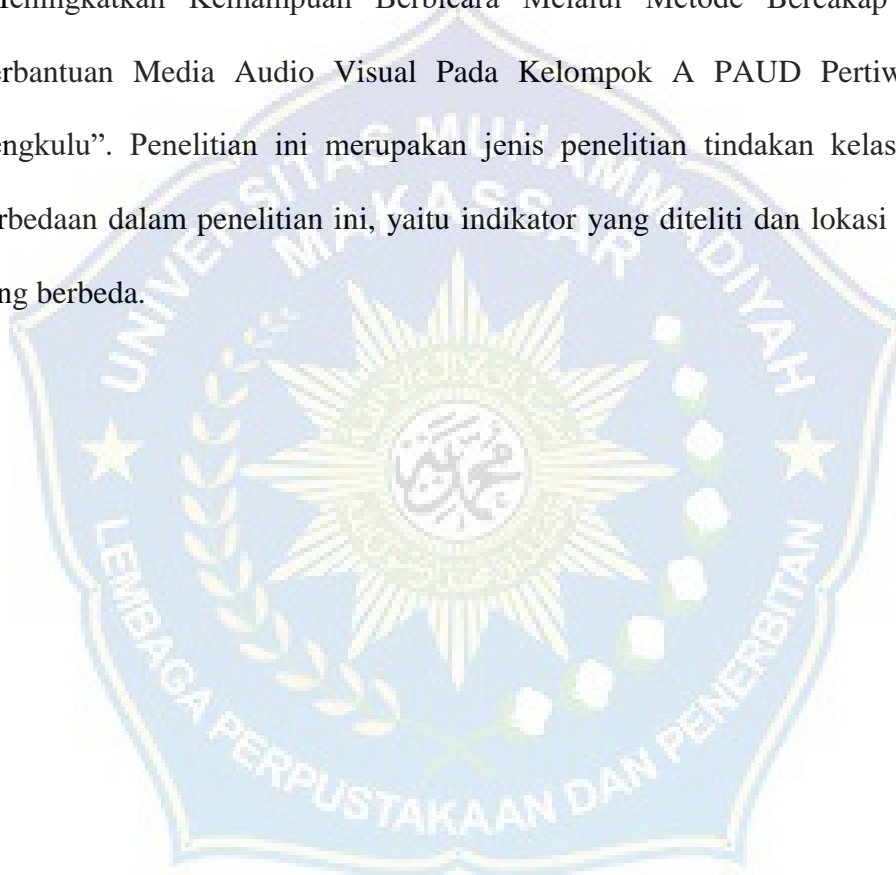 Meningkatkan Kemampuan Berbicara Melalui Metode Bercakap
erbantuan Media Audio Visual Pada Kelompok A PAUD Pertiw
engkulu”. Penelitian ini merupakan jenis penelitian tindakan kelas
rbedaan dalam penelitian ini, yaitu indikator yang diteliti dan lokasi
ng berbeda.
UNIVERSITAS MUHAMMADIYAH
MAKASSAR
LEMBAGA PERPUSTAKAAN DAN PENERBITAN